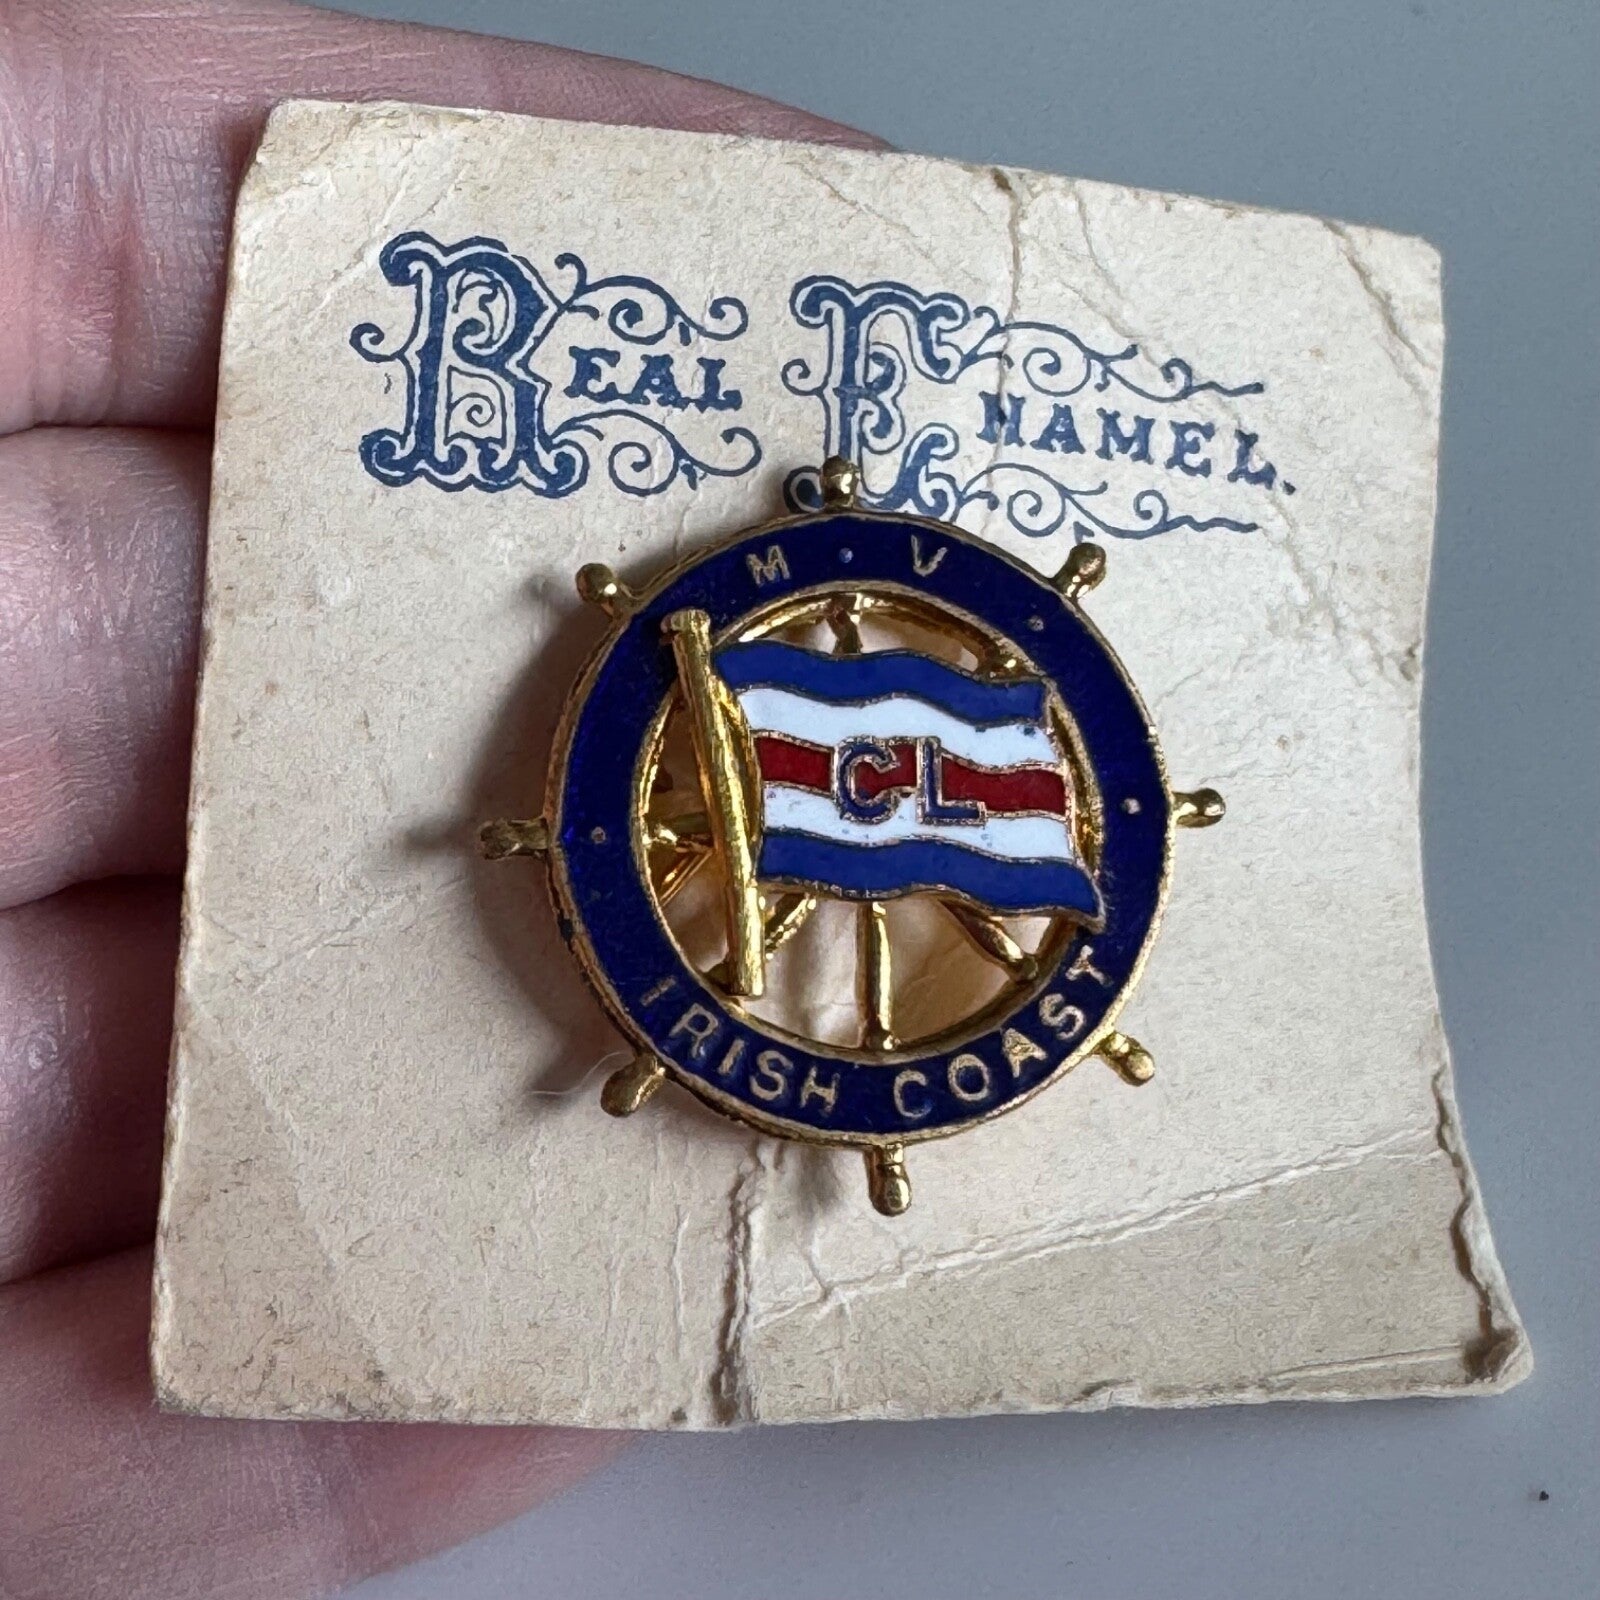 REAL ENAMEL.
M · V
CL
IRISH COAST